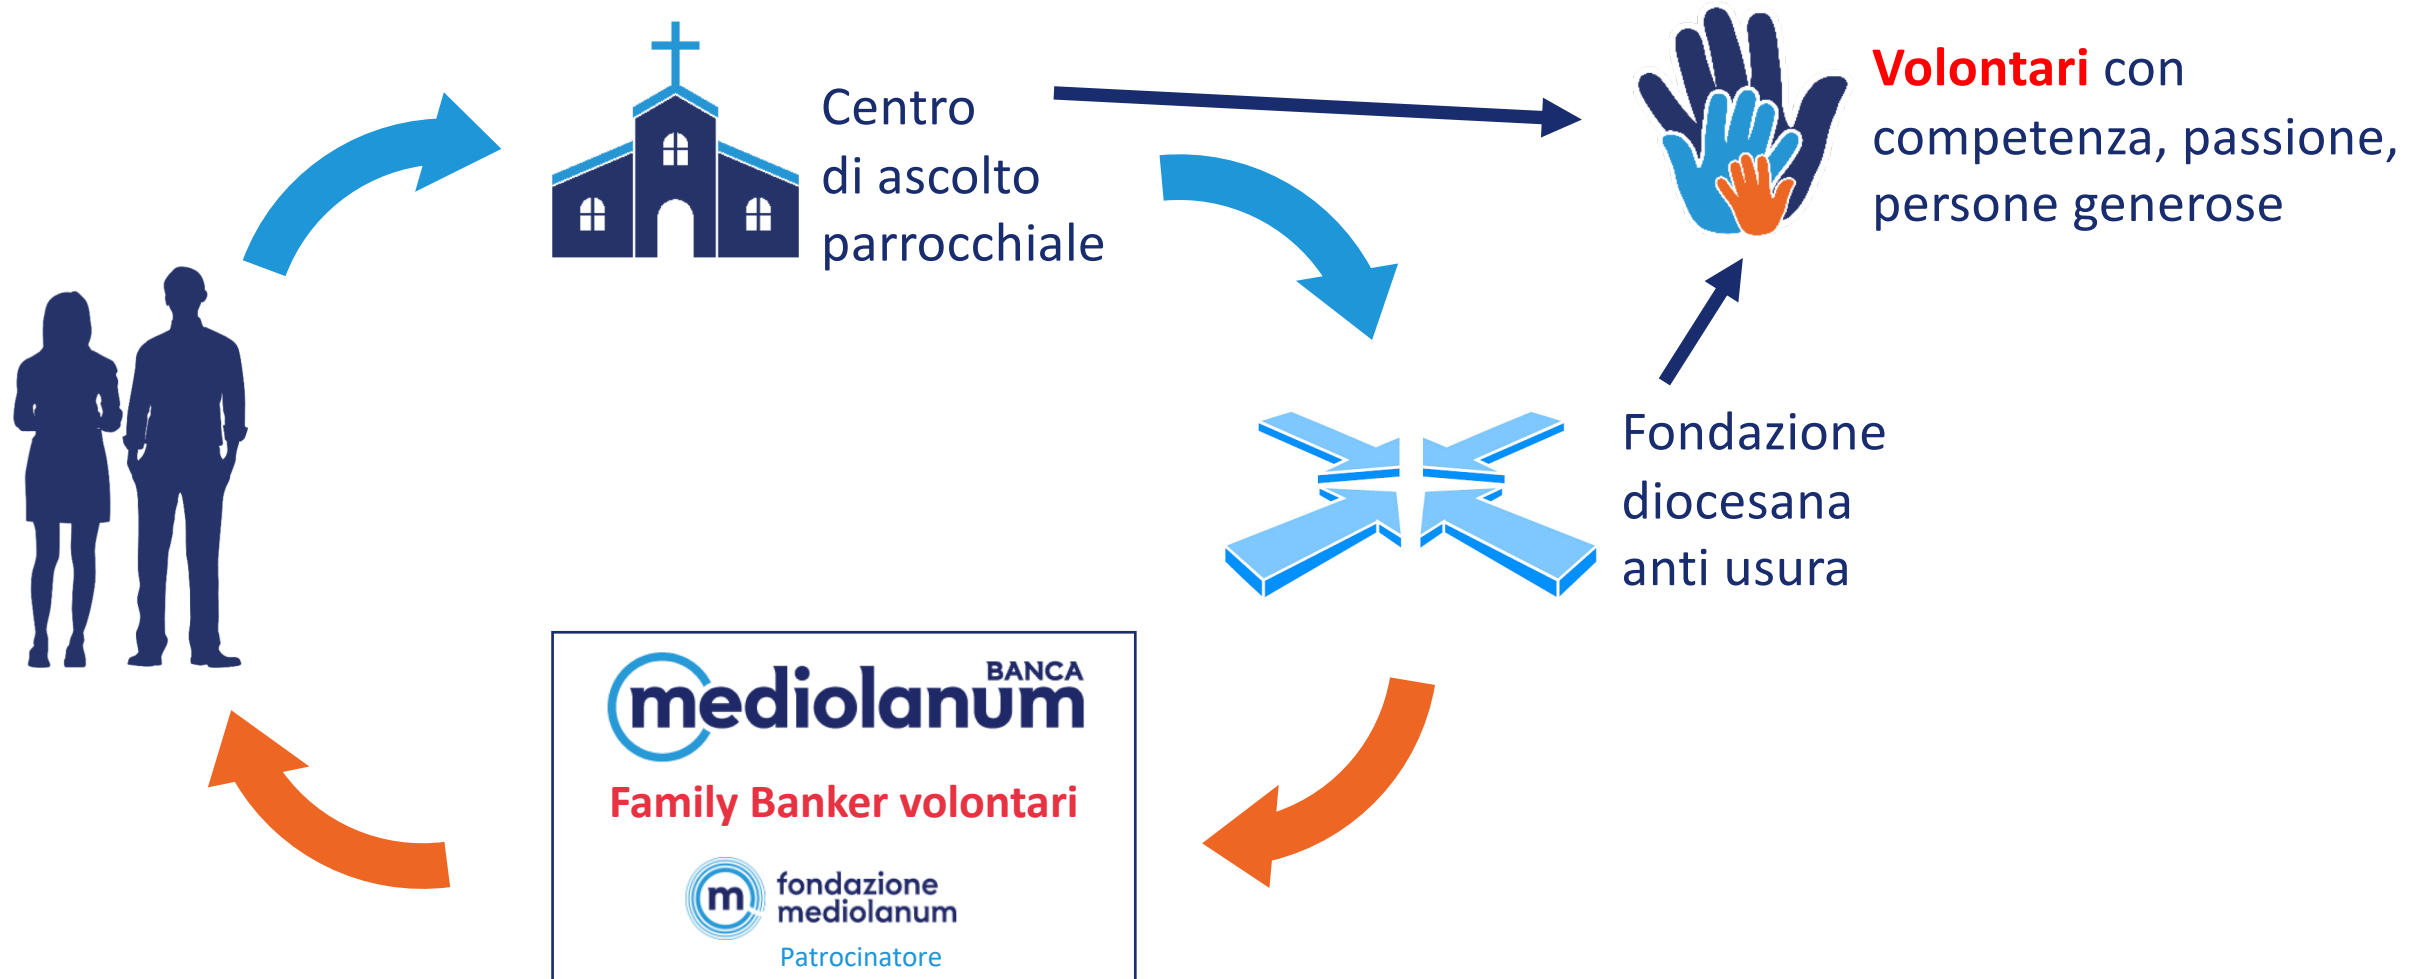 Centro
di ascolto
parrocchiale
Volontari con
competenza, passione,
persone generose
Fondazione
diocesana
anti usura
BANCA
mediolanum
Family Banker volontari
m
fondazione
mediolanum
Patrocinatore